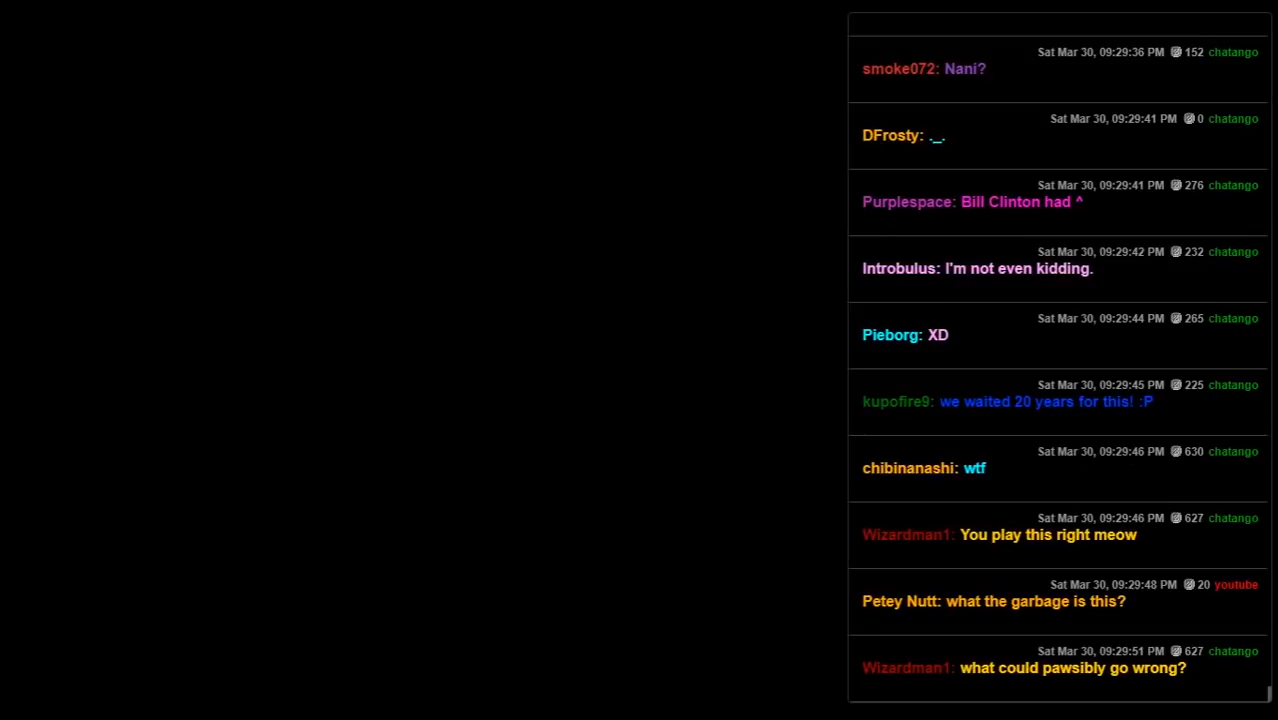 Sat Mar 30, 09:29:36 PM 152 chatango
smoke072: Nani?
Sat Mar 30, 09:29:41 PM 0 chatango
DFrosty: ._.
Sat Mar 30, 09:29:41 PM 276 chatango
Purplespace: Bill Clinton had ^
Sat Mar 30, 09:29:42 PM 232 chatango
Introbulus: I'm not even kidding.
Sat Mar 30, 09:29:44 PM 265 chatango
Pieborg: XD
Sat Mar 30, 09:29:45 PM 225 chatango
kupofire9: we waited 20 years for this! :P
Sat Mar 30, 09:29:46 PM 630 chatango
chibinanashi: wtf
Sat Mar 30, 09:29:46 PM 627 chatango
Wizardman1: You play this right meow
Sat Mar 30, 09:29:48 PM 20 youtube
Petey Nutt: what the garbage is this?
Sat Mar 30, 09:29:51 PM 627 chatango
Wizardman1: what could pawsibly go wrong?